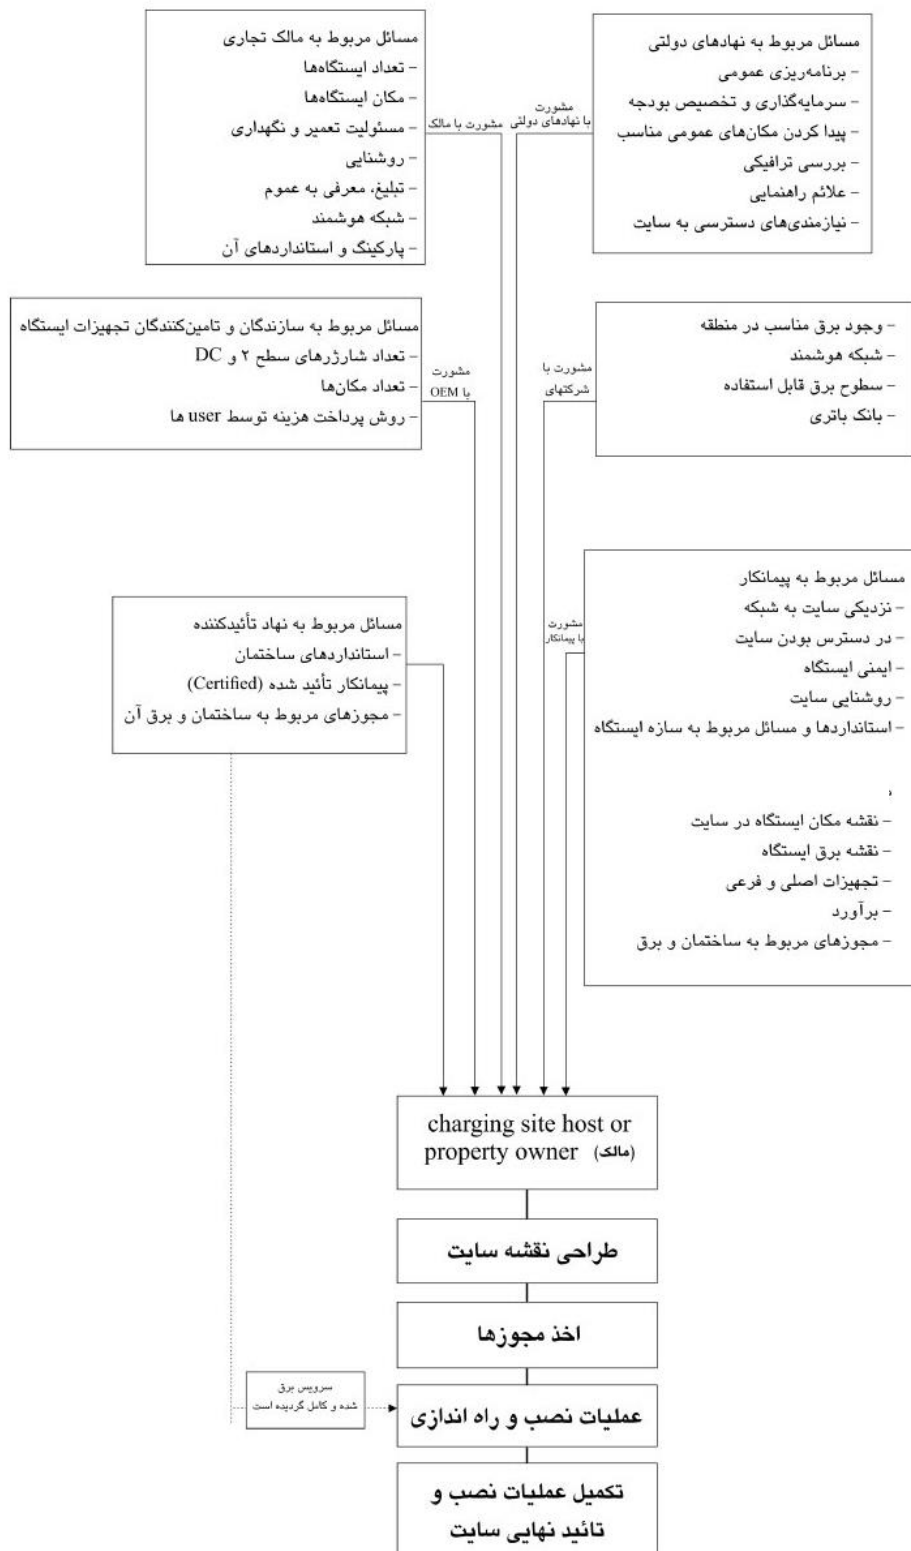 مسائل مربوط به نهادهای دولتی
– برنامه‌ریزی عمومی
– سرمایه‌گذاری و تخصیص بودجه
– پیدا کردن مکان‌های عمومی مناسب
– بررسی ترافیکی
– علائم راهنمایی
– نیازمندی‌های دسترسی به سایت
مشورت
با نهادهای دولتی
مسائل مربوط به مالک تجاری
– تعداد ایستگاه‌ها
– مکان ایستگاه‌ها
– مسئولیت تعمیر و نگهداری
– روشنایی
– تبلیغ، معرفی به عموم
– شبکه هوشمند
– پارکینگ و استانداردهای آن
مشورت با مالک
– وجود برق مناسب در منطقه
– شبکه هوشمند
– سطوح برق قابل استفاده
– بانک باتری
مشورت با
شرکتهای
مسائل مربوط به سازندگان و تامین‌کنندگان تجهیزات ایستگاه
– تعداد شارژرهای سطح ۲ و DC
– تعداد مکان‌ها
– روش پرداخت هزینه توسط user ها
مشورت
با OEM
مسائل مربوط به پیمانکار
– نزدیکی سایت به شبکه
– در دسترس بودن سایت
– ایمنی ایستگاه
– روشنایی سایت
– استانداردها و مسائل مربوط به سازه ایستگاه
– نقشه مکان ایستگاه در سایت
– نقشه برق ایستگاه
– تجهیزات اصلی و فرعی
– برآورد
– مجوزهای مربوط به ساختمان و برق
مشورت
با پیمانکار
مسائل مربوط به نهاد تأئیدکننده
– استانداردهای ساختمان
– پیمانکار تأئید شده (Certified)
– مجوزهای مربوط به ساختمان و برق آن
charging site host or
property owner (مالک)
طراحی نقشه سایت
اخذ مجوزها
سرویس برق
شده و کامل گردیده است
عملیات نصب و راه اندازی
تکمیل عملیات نصب و
تائید نهایی سایت